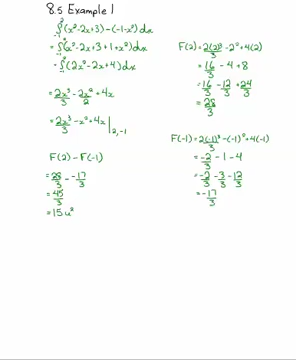 8.5 Example 1
∫₋₁² (x²-2x+3) - (-1-x²) dx
= ∫₋₁² (x²-2x+3+1+x²) dx
= ∫₋₁² (2x²-2x+4) dx
= 2x³/3 - 2x²/2 + 4x
= 2x³/3 - x² + 4x |₂,₋₁
F(2) - F(-1)
= 28/3 - -17/3
= 45/3
= 15 u²
F(2) = 2(2)³/3 - 2² + 4(2)
= 16/3 - 4 + 8
= 16/3 - 12/3 + 24/3
= 28/3
F(-1) = 2(-1)³/3 - (-1)² + 4(-1)
= -2/3 - 1 - 4
= -2/3 - 3/3 - 12/3
= -17/3